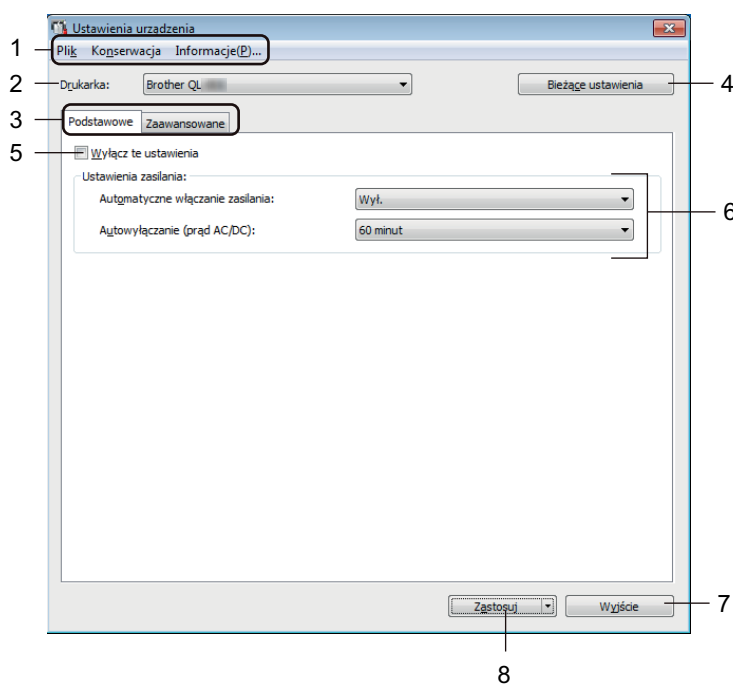 Ustawienia urządzenia
1 Plik Konserwacja Informacje(P)...
2 Drukarka: Brother QL Bieżące ustawienia 4
3 Podstawowe Zaawansowane
5 Wyłącz te ustawienia
Ustawienia zasilania:
Automatyczne włączanie zasilania: Wył.
6
Autowyłączanie (prąd AC/DC): 60 minut
Zastosuj Wyjście 7
8